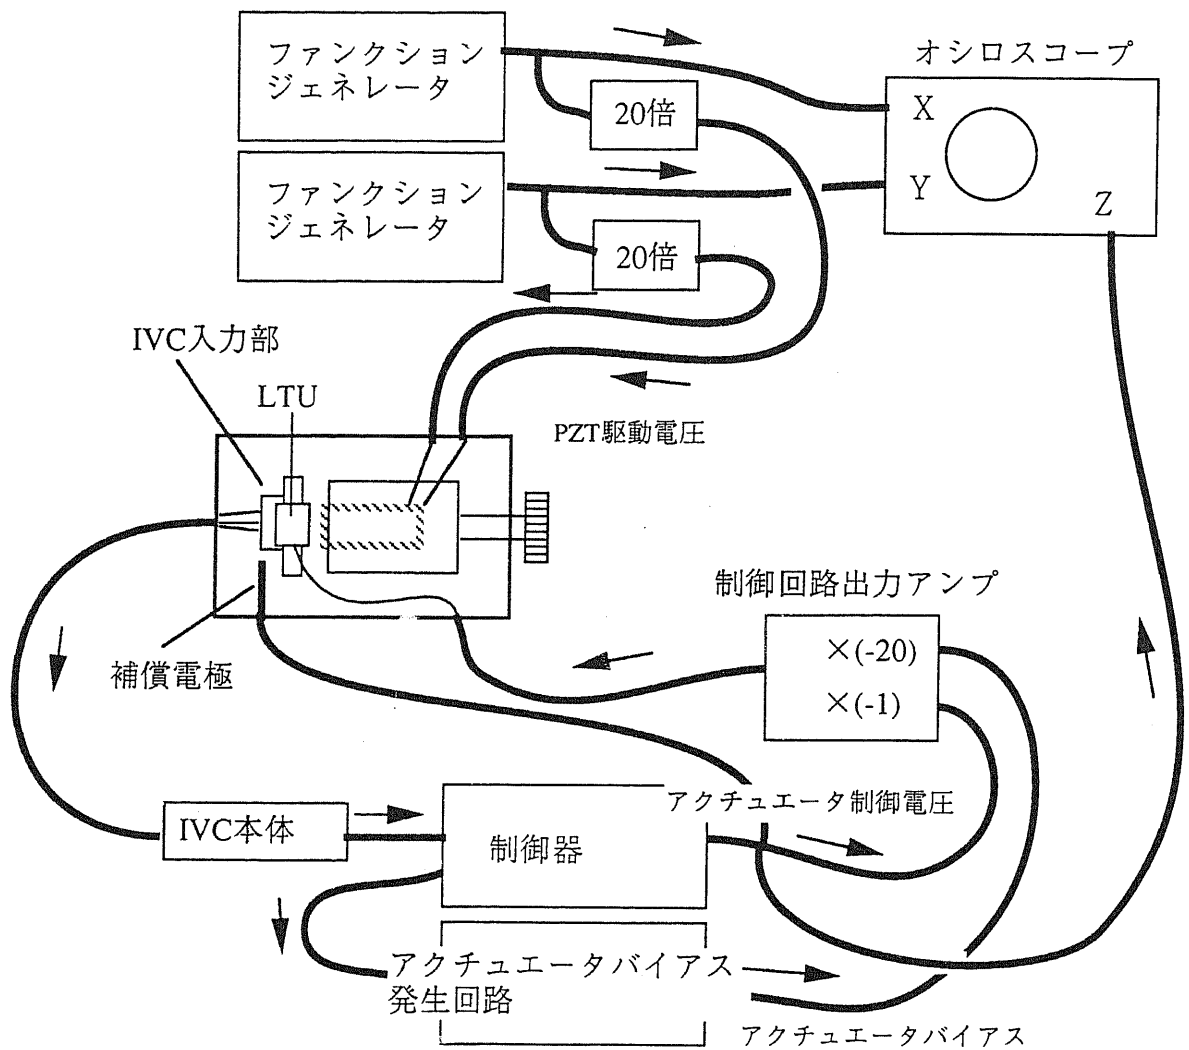 ファンクション
ジェネレータ
20倍
オシロスコープ
X
Y
Z
ファンクション
ジェネレータ
20倍
IVC入力部
LTU
PZT駆動電圧
補償電極
制御回路出力アンプ
×(-20)
×(-1)
アクチュエータ制御電圧
IVC本体
制御器
アクチュエータバイアス
発生回路
アクチュエータバイアス